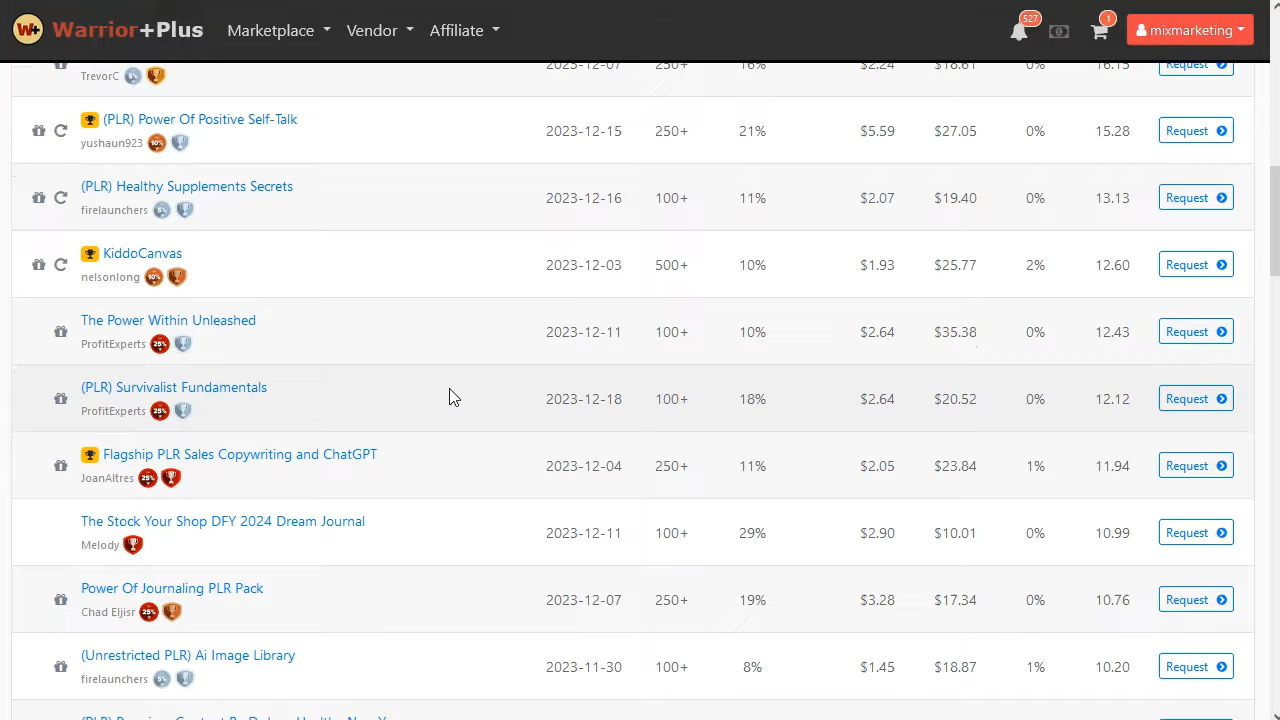 Warrior+Plus Marketplace Vendor Affiliate 527 1 mixmarketing
TrevorC 5% 2023-12-07 250+ 16% $2.24 $18.61 0% 16.15 Request
(PLR) Power Of Positive Self-Talk
yushaun923 10% 2023-12-15 250+ 21% $5.59 $27.05 0% 15.28 Request
(PLR) Healthy Supplements Secrets
firelaunchers 5% 2023-12-16 100+ 11% $2.07 $19.40 0% 13.13 Request
KiddoCanvas
nelsonlong 10% 2023-12-03 500+ 10% $1.93 $25.77 2% 12.60 Request
The Power Within Unleashed
ProfitExperts 25% 2023-12-11 100+ 10% $2.64 $35.38 0% 12.43 Request
(PLR) Survivalist Fundamentals
ProfitExperts 25% 2023-12-18 100+ 18% $2.64 $20.52 0% 12.12 Request
Flagship PLR Sales Copywriting and ChatGPT
JoanAltres 25% 2023-12-04 250+ 11% $2.05 $23.84 1% 11.94 Request
The Stock Your Shop DFY 2024 Dream Journal
Melody 2023-12-11 100+ 29% $2.90 $10.01 0% 10.99 Request
Power Of Journaling PLR Pack
Chad Eljisr 25% 2023-12-07 250+ 19% $3.28 $17.34 0% 10.76 Request
(Unrestricted PLR) Ai Image Library
firelaunchers 5% 2023-11-30 100+ 8% $1.45 $18.87 1% 10.20 Request